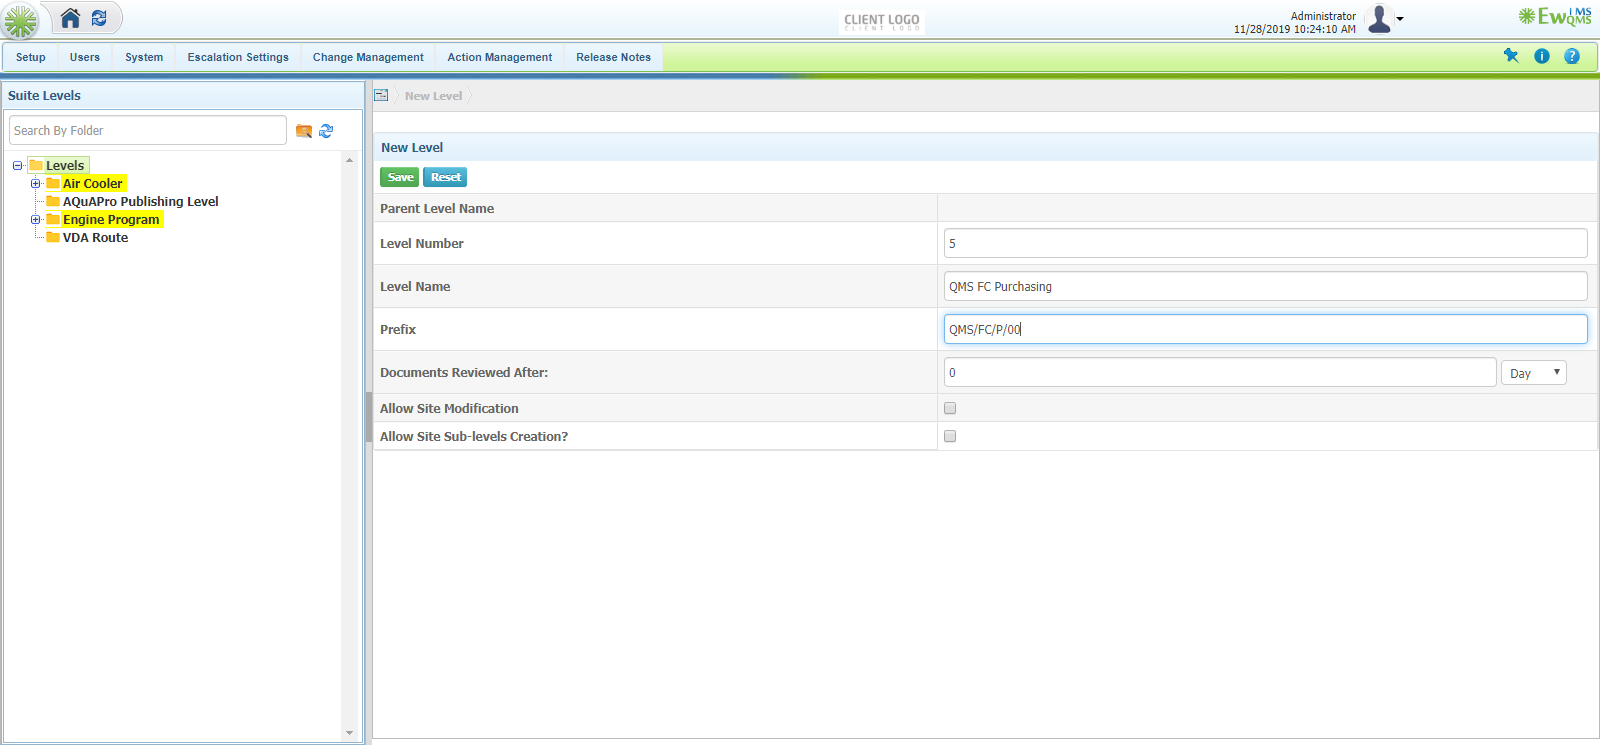 CLIENT LOGO
CLIENT LOGO
Administrator
11/28/2019 10:24:10 AM
EwQMS
IMS
Setup
Users
System
Escalation Settings
Change Management
Action Management
Release Notes
Suite Levels
Search By Folder
Levels
Air Cooler
AQuAPro Publishing Level
Engine Program
VDA Route
New Level
New Level
Save
Reset
Parent Level Name
Level Number
5
Level Name
QMS FC Purchasing
Prefix
QMS/FC/P/00
Documents Reviewed After:
0
Day
Allow Site Modification
Allow Site Sub-levels Creation?